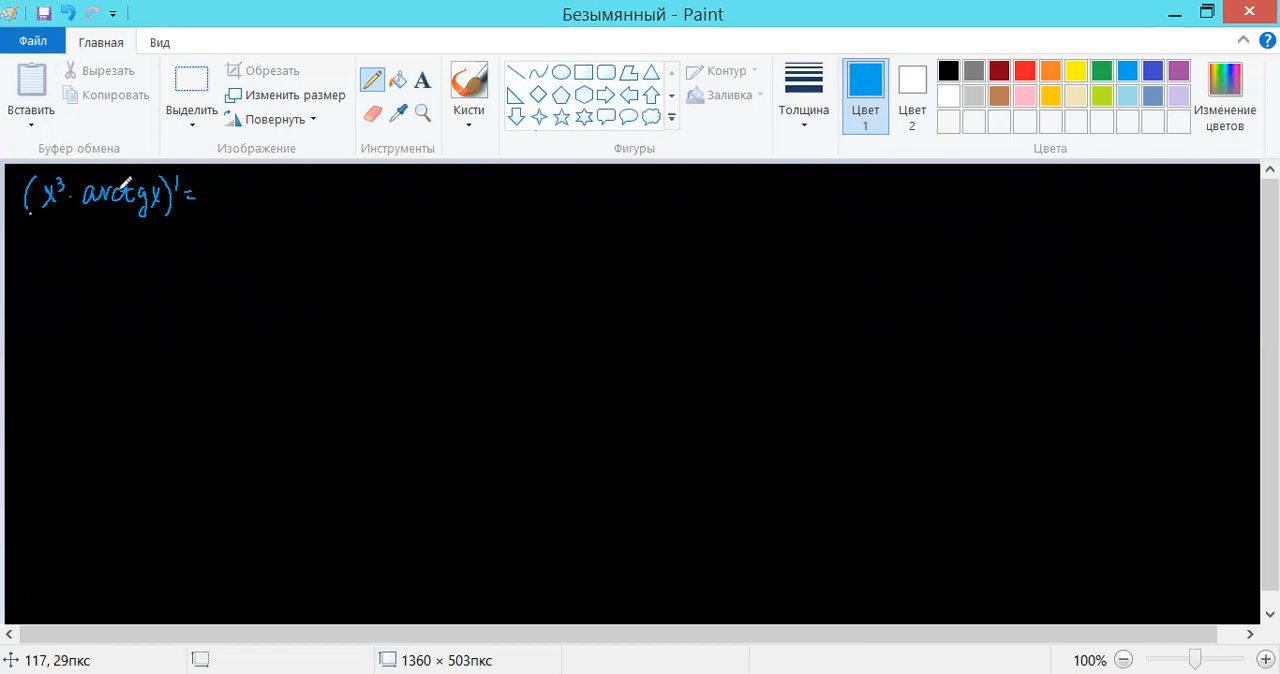 Безымянный - Paint
Файл Главная Вид
Вставить
Вырезать
Копировать
Буфер обмена
Выделить
Обрезать
Изменить размер
Повернуть
Изображение
A
Инструменты
Кисти
Контур
Заливка
Фигуры
Толщина
Цвет 1
Цвет 2
Изменение цветов
Цвета
(x³ · arctgx)' =
117, 29пкс
1360 × 503пкс
100%